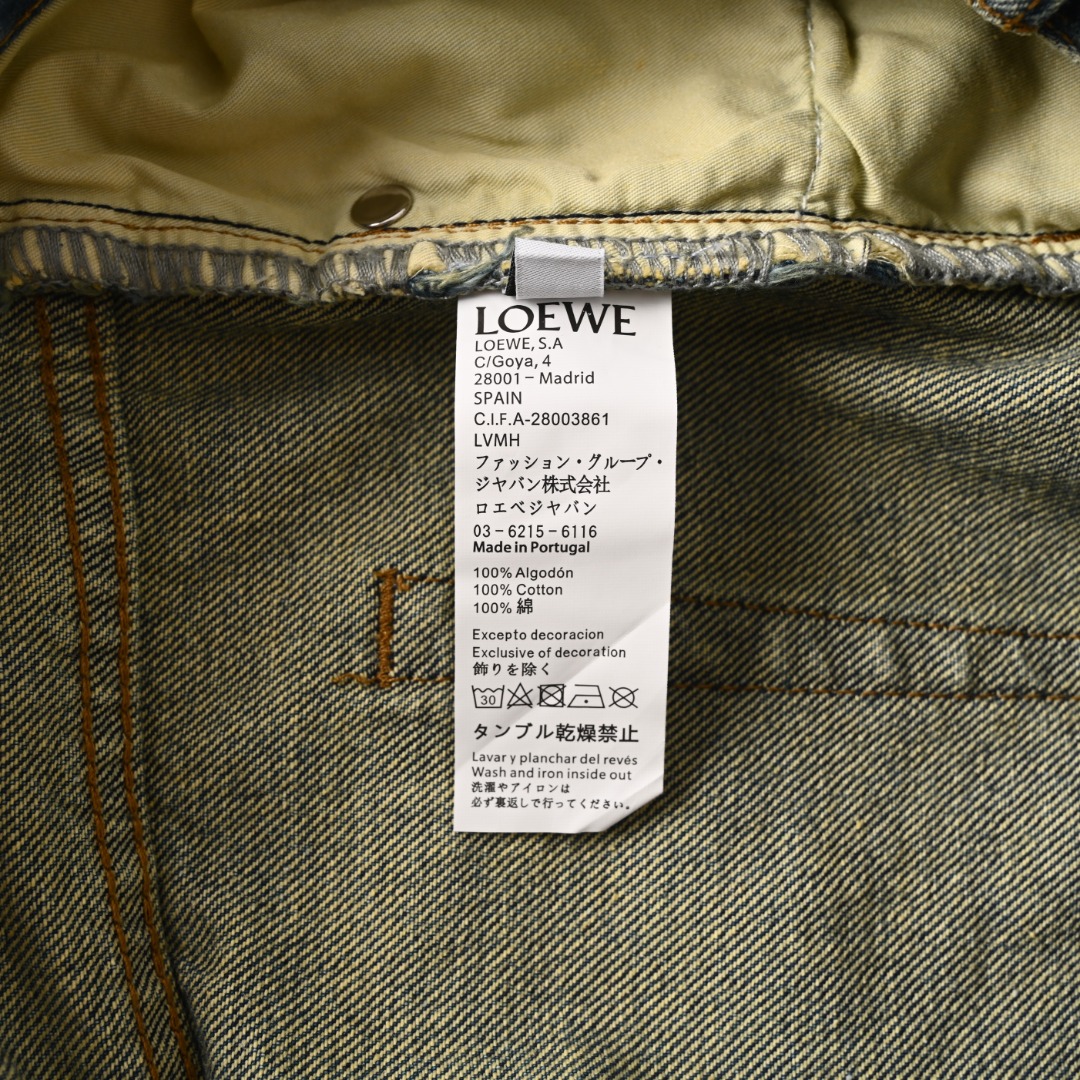 LOEWE
LOEWE, S.A
C/Goya, 4
28001 - Madrid
SPAIN
C.I.F.A-28003861
LVMH
ファッション・グループ・
ジャバン株式会社
ロエベジャバン
03-6215-6116
Made in Portugal
100% Algodón
100% Cotton
100% 綿
Excepto decoracion
Exclusive of decoration
飾りを除く
30
タンブル乾燥禁止
Lavar y planchar del revés
Wash and iron inside out
洗濯やアイロンは
必ず裏返しで行ってください。